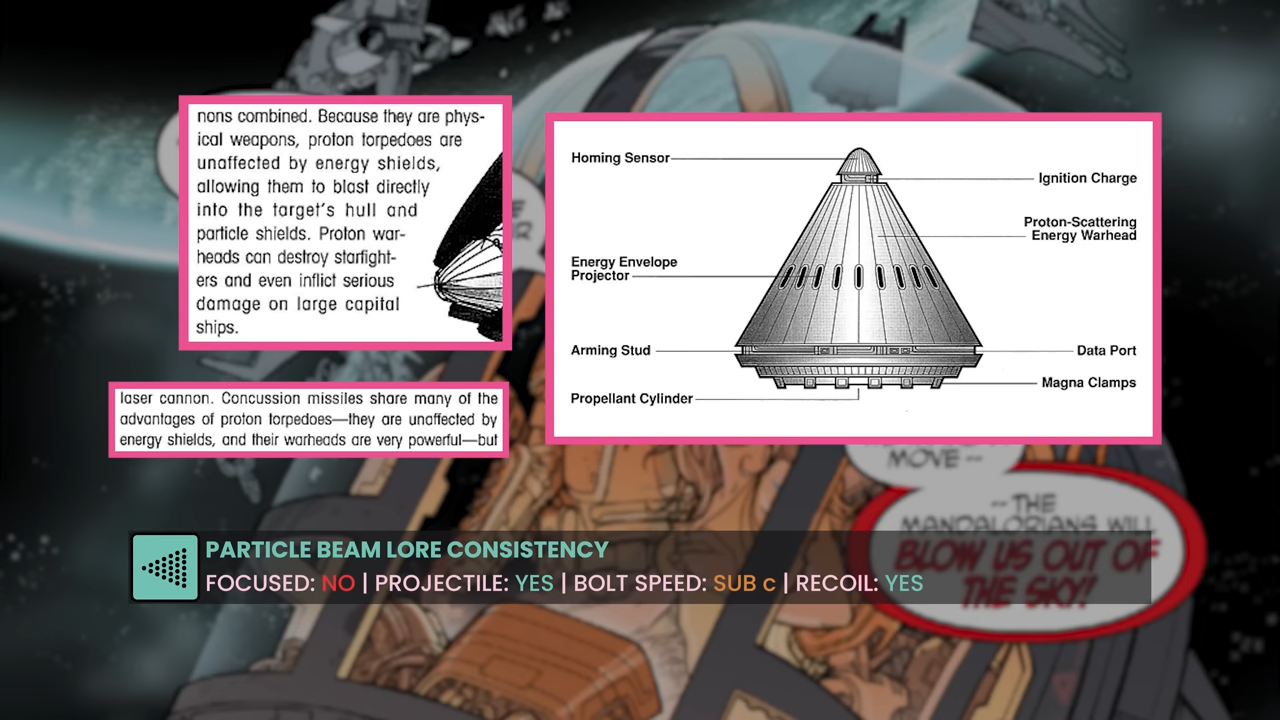 nons combined. Because they are phys-
ical weapons, proton torpedoes are
unaffected by energy shields,
allowing them to blast directly
into the target's hull and
particle shields. Proton war-
heads can destroy starfight-
ers and even inflict serious
damage on large capital
ships.
laser cannon. Concussion missiles share many of the
advantages of proton torpedoes—they are unaffected by
energy shields, and their warheads are very powerful—but
Homing Sensor
Ignition Charge
Proton-Scattering
Energy Warhead
Energy Envelope
Projector
Arming Stud
Data Port
Magna Clamps
Propellant Cylinder
MOVE --
--THE
MANDALORIANS WILL
BLOW US OUT OF
THE SKY!
PARTICLE BEAM LORE CONSISTENCY
FOCUSED: NO | PROJECTILE: YES | BOLT SPEED: SUB c | RECOIL: YES